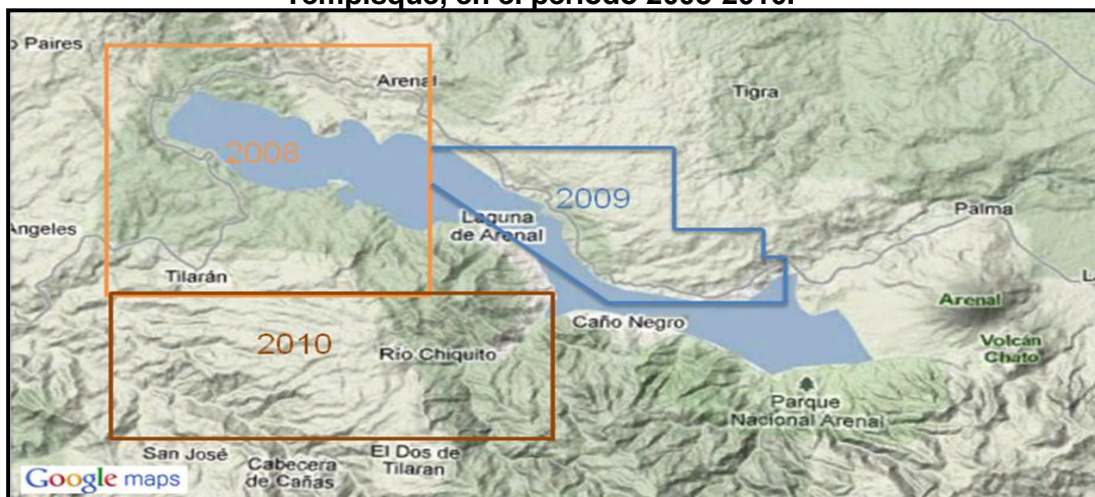 Tempisque, en el período 2008-2010.
o Paires
Arenal
Tigra
2008
2009
Palma
Laguna
de Arenal
Angeles
Tilarán
Arenal
Caño Negro
2010
Río Chiquito
Volcán
Chato
Parque
Nacional Arenal
San José
El Dos de
Tilaran
Cabecera
de Cañas
Google maps